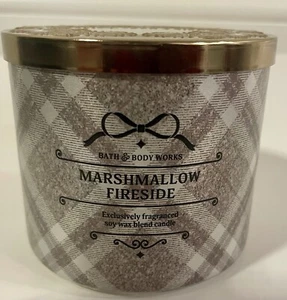 BATH & BODY WORKS
MARSHMALLOW
FIRESIDE
Exclusively fragranced
soy wax blend candle